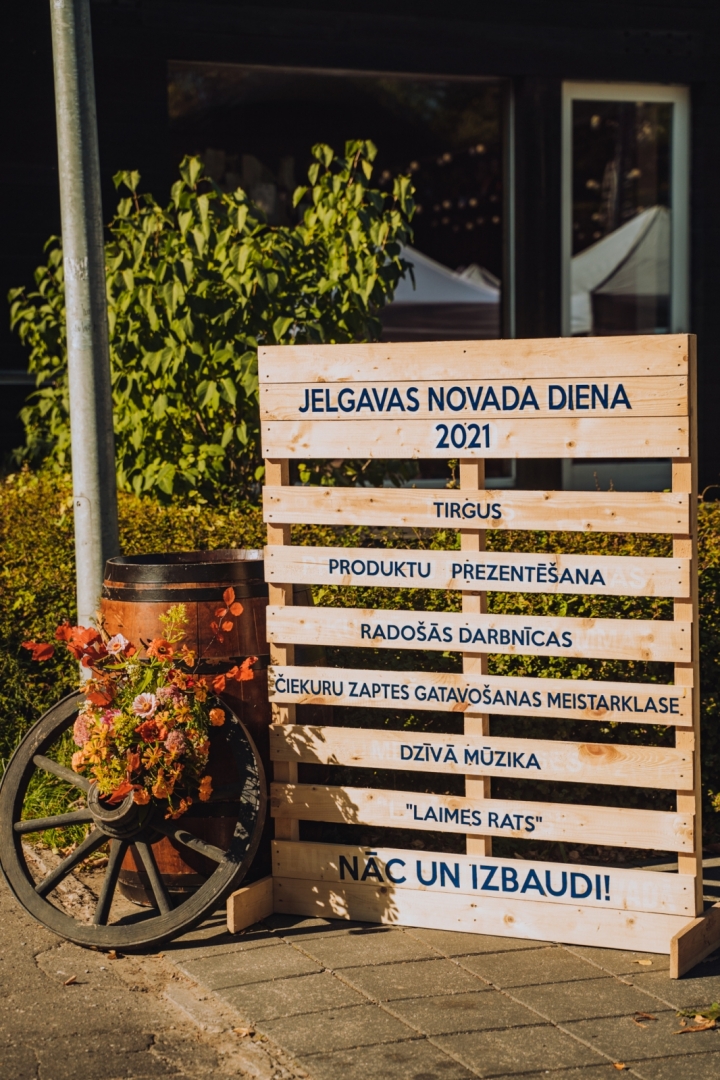 JELGAVAS NOVADA DIENA
2021
TIRGUS
PRODUKTU PREZENTĒŠANA
RADOŠĀS DARBNĪCAS
ČIEKURU ZAPTES GATAVOŠANAS MEISTARKLASE
DZĪVĀ MŪZIKA
"LAIMES RATS"
NĀC UN IZBAUDI!